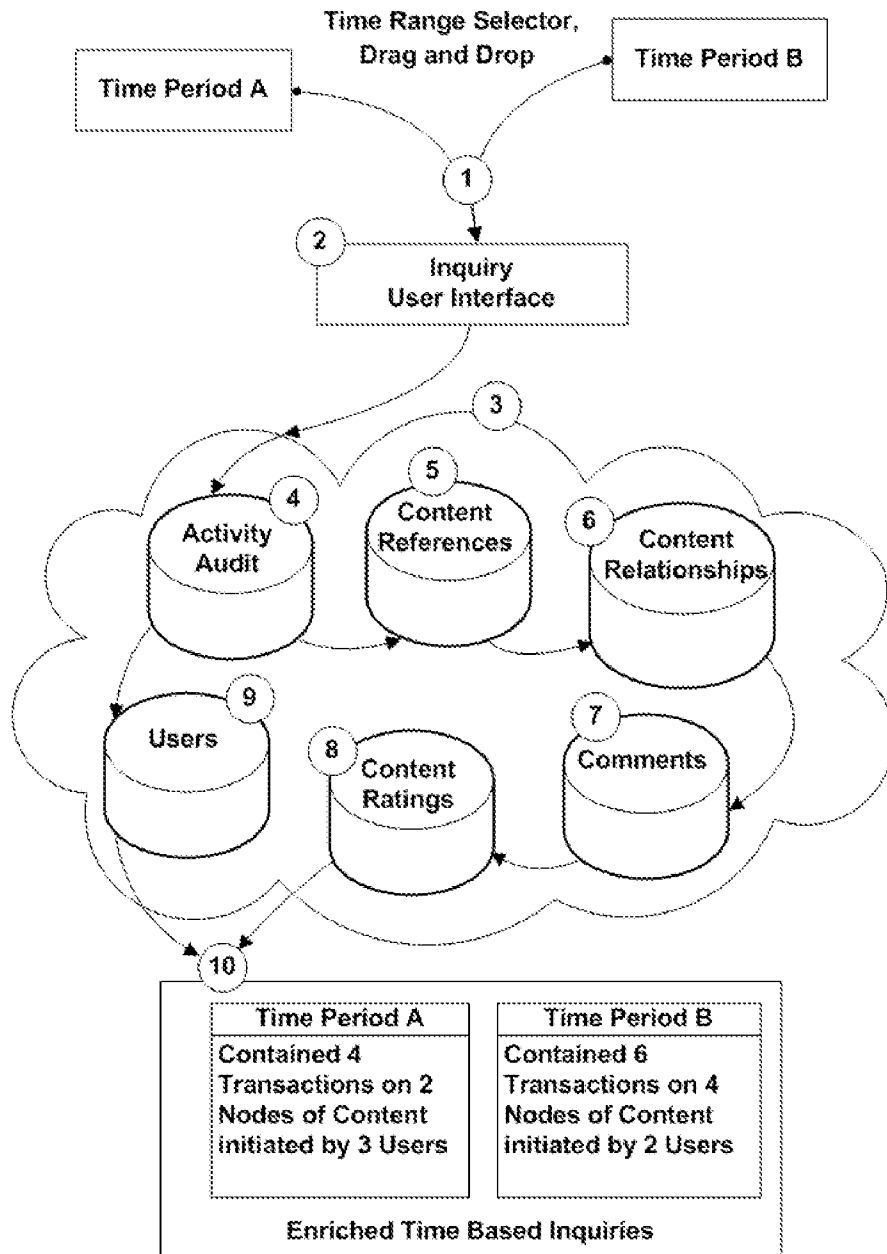 Time Range Selector,
Drag and Drop
Time Period A
Time Period B
1
2
Inquiry
User Interface
3
4
Activity
Audit
5
Content
References
6
Content
Relationships
9
Users
8
Content
Ratings
7
Comments
10
Time Period A
Contained 4
Transactions on 2
Nodes of Content
initiated by 3 Users
Time Period B
Contained 6
Transactions on 4
Nodes of Content
initiated by 2 Users
Enriched Time Based Inquiries